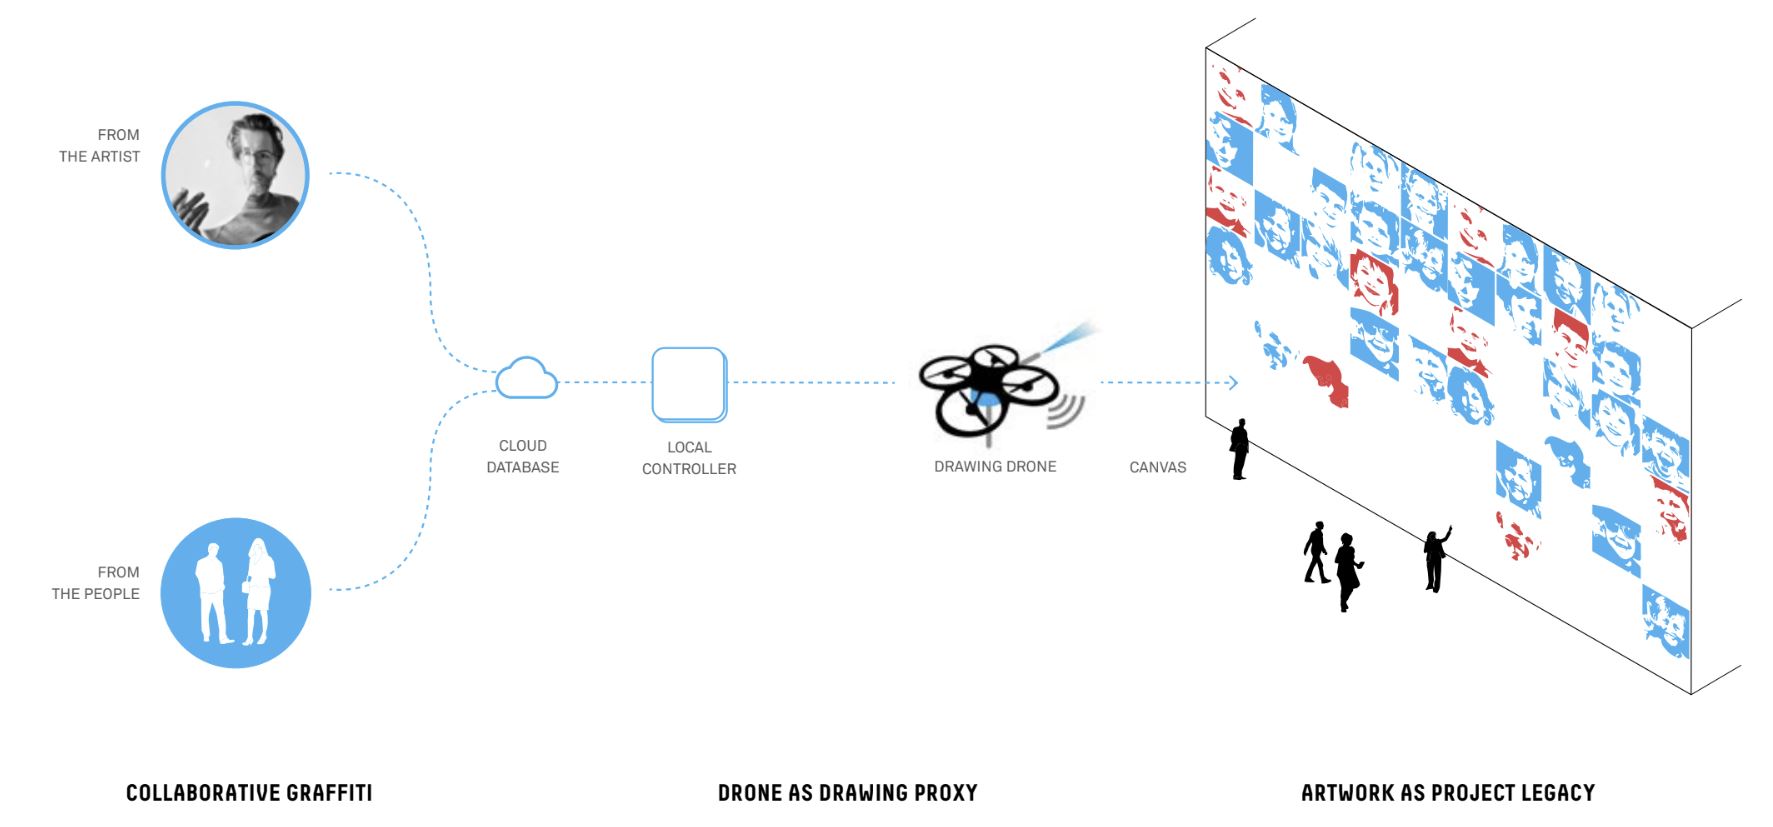 FROM
THE ARTIST
CLOUD
DATABASE
LOCAL
CONTROLLER
DRAWING DRONE
CANVAS
FROM
THE PEOPLE
COLLABORATIVE GRAFFITI
DRONE AS DRAWING PROXY
ARTWORK AS PROJECT LEGACY